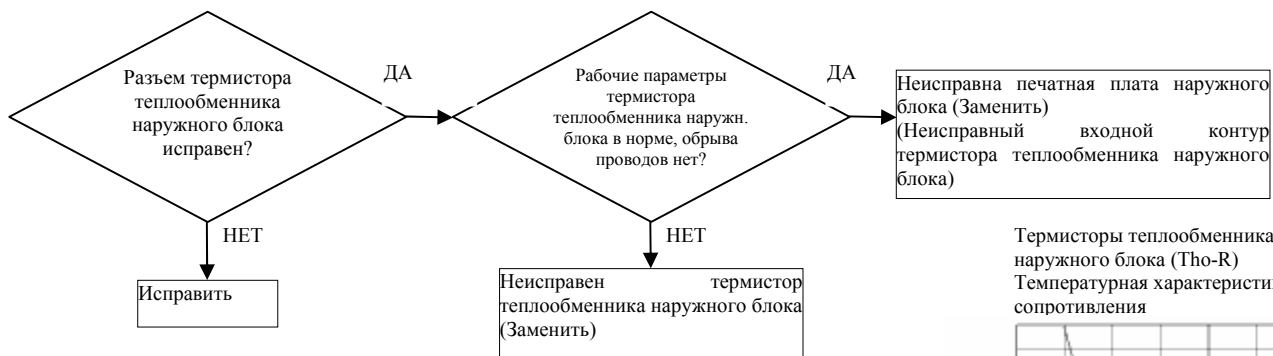 Разъем термистора
теплообменника
наружного блока
исправен?
ДА
НЕТ
Исправить
Рабочие параметры
термистора
теплообменника наружн.
блока в норме, обрыва
проводов нет?
ДА
НЕТ
Неисправен термистор
теплообменника наружного блока
(Заменить)
Неисправна печатная плата наружного
блока (Заменить)
(Неисправный входной контур
термистора теплообменника наружного
блока)
Термисторы теплообменника
наружного блока (Tho-R)
Температурная характеристи
сопротивления